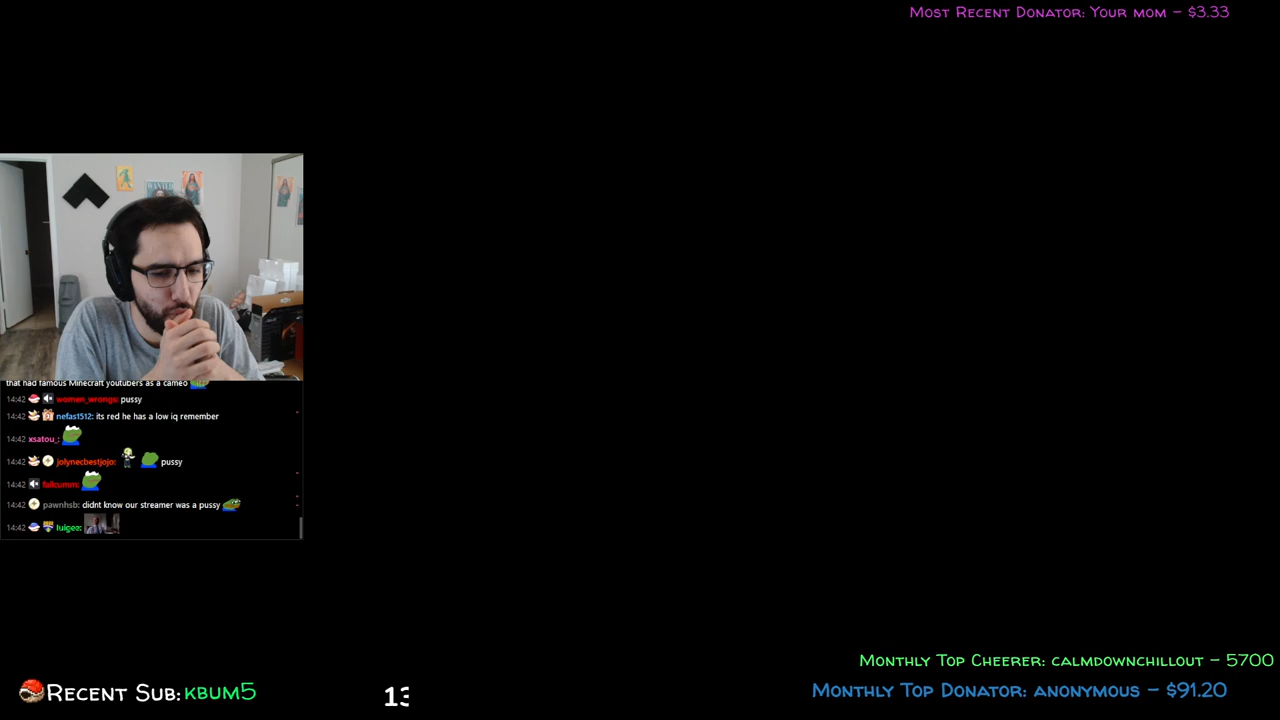 Most Recent Donator: Your mom - $3.33
WANTED
that had famous Minecraft youtubers as a cameo
14:42 women_wrongs: pussy
14:42 nefas1512: its red he has a low iq remember
14:42 xsatou_:
14:42 jolynecbestjojo: pussy
14:42 failcumm:
14:42 pawnhsb: didnt know our streamer was a pussy
14:42 luigez:
Monthly Top Cheerer: calmdownchillout - 5700
Recent Sub: kbum5
13
Monthly Top Donator: anonymous - $91.20